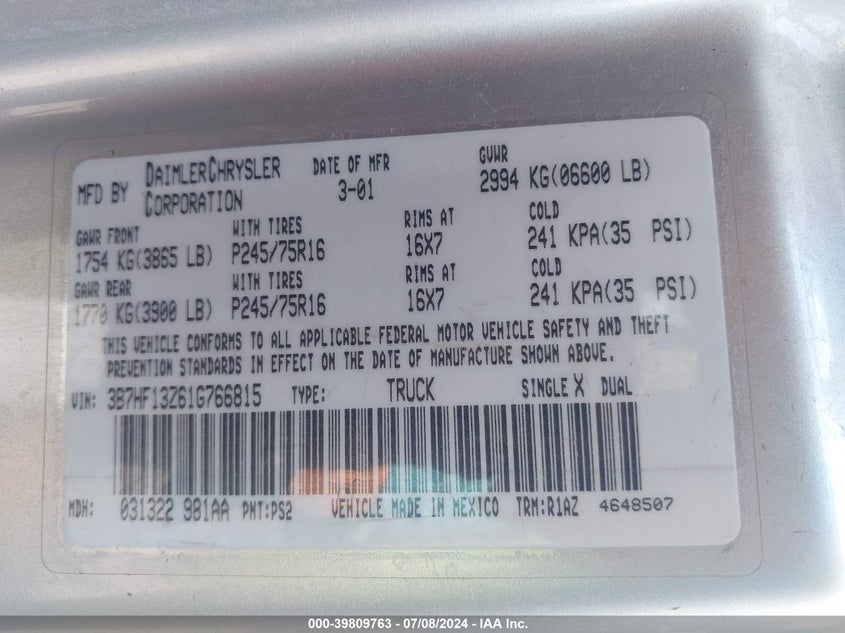 MFD BY DAIMLERCHRYSLER CORPORATION DATE OF MFR 3-01 GVWR 2994 KG(06600 LB)
GAWR FRONT WITH TIRES RIMS AT COLD
1754 KG(3865 LB) P245/75R16 16X7 241 KPA(35 PSI)
GAWR REAR WITH TIRES RIMS AT COLD
1770 KG(3900 LB) P245/75R16 16X7 241 KPA(35 PSI)
THIS VEHICLE CONFORMS TO ALL APPLICABLE FEDERAL MOTOR VEHICLE SAFETY AND THEFT
PREVENTION STANDARDS IN EFFECT ON THE DATE OF MANUFACTURE SHOWN ABOVE.
VIN: 3B7HF13Z61G766815 TYPE: TRUCK SINGLE X DUAL
MDH: 031322 981AA PNT:PS2 VEHICLE MADE IN MEXICO TRM:R1AZ 4648507
000-39809763 - 07/08/2024 - IAA Inc.